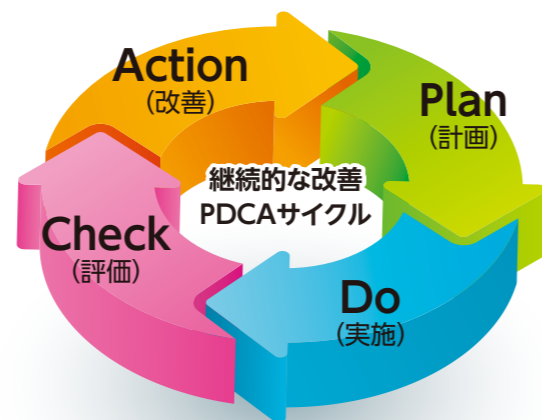 Action
(改善)
Plan
(計画)
継続的な改善
PDCAサイクル
Check
(評価)
Do
(実施)